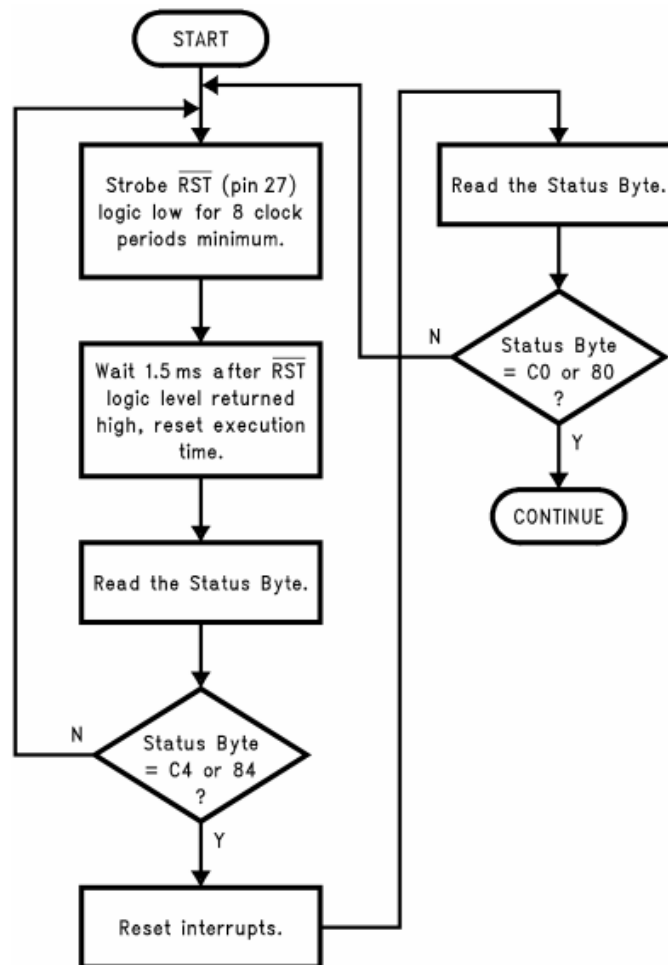 START
Strobe R̅S̅T̅ (pin 27)
logic low for 8 clock
periods minimum.
Wait 1.5 ms after R̅S̅T̅
logic level returned
high, reset execution
time.
Read the Status Byte.
N
Status Byte
= C4 or 84
?
Y
Reset interrupts.
Read the Status Byte.
N
Status Byte
= C0 or 80
?
Y
CONTINUE